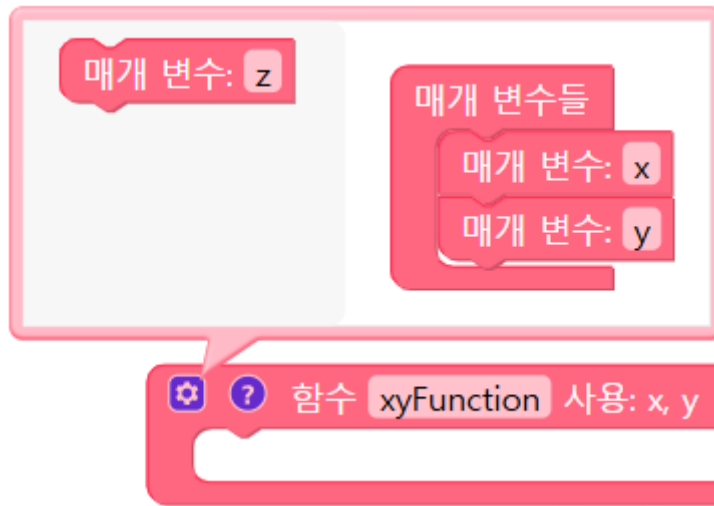 매개 변수: z
매개 변수들
매개 변수: x
매개 변수: y
? 함수 xyFunction 사용: x, y